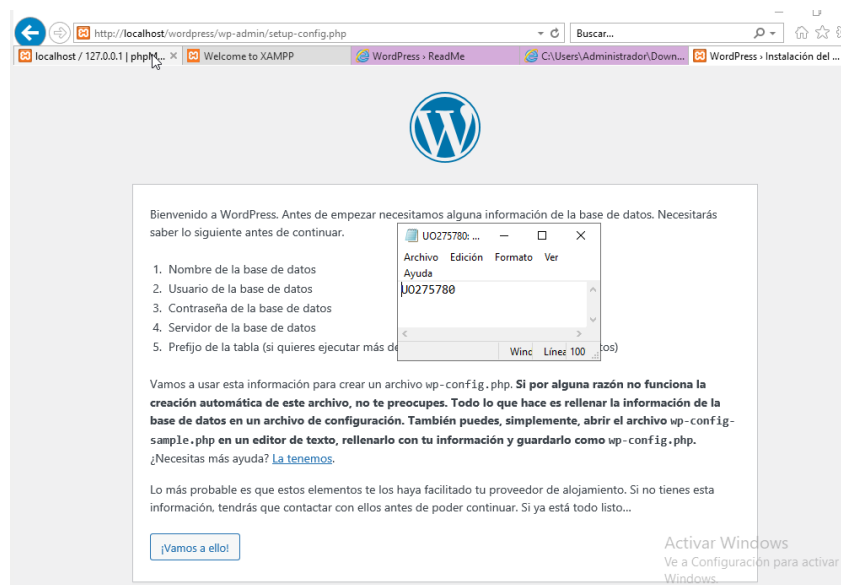 http://localhost/wordpress/wp-admin/setup-config.php
Buscar...
localhost / 127.0.0.1 | phpM...
Welcome to XAMPP
WordPress › ReadMe
C:\Users\Administrador\Down...
WordPress › Instalación del ...
Bienvenido a WordPress. Antes de empezar necesitamos alguna información de la base de datos. Necesitarás
saber lo siguiente antes de continuar.
1. Nombre de la base de datos
2. Usuario de la base de datos
3. Contraseña de la base de datos
4. Servidor de la base de datos
5. Prefijo de la tabla (si quieres ejecutar más de
tos)
UO275780: ...
Archivo Edición Formato Ver
Ayuda
UO275780
Winc Línea 100
Vamos a usar esta información para crear un archivo wp-config.php. Si por alguna razón no funciona la
creación automática de este archivo, no te preocupes. Todo lo que hace es rellenar la información de la
base de datos en un archivo de configuración. También puedes, simplemente, abrir el archivo wp-config-
sample.php en un editor de texto, rellenarlo con tu información y guardarlo como wp-config.php.
¿Necesitas más ayuda? La tenemos.
Lo más probable es que estos elementos te los haya facilitado tu proveedor de alojamiento. Si no tienes esta
información, tendrás que contactar con ellos antes de poder continuar. Si ya está todo listo...
¡Vamos a ello!
Activar Windows
Ve a Configuración para activar
Windows.